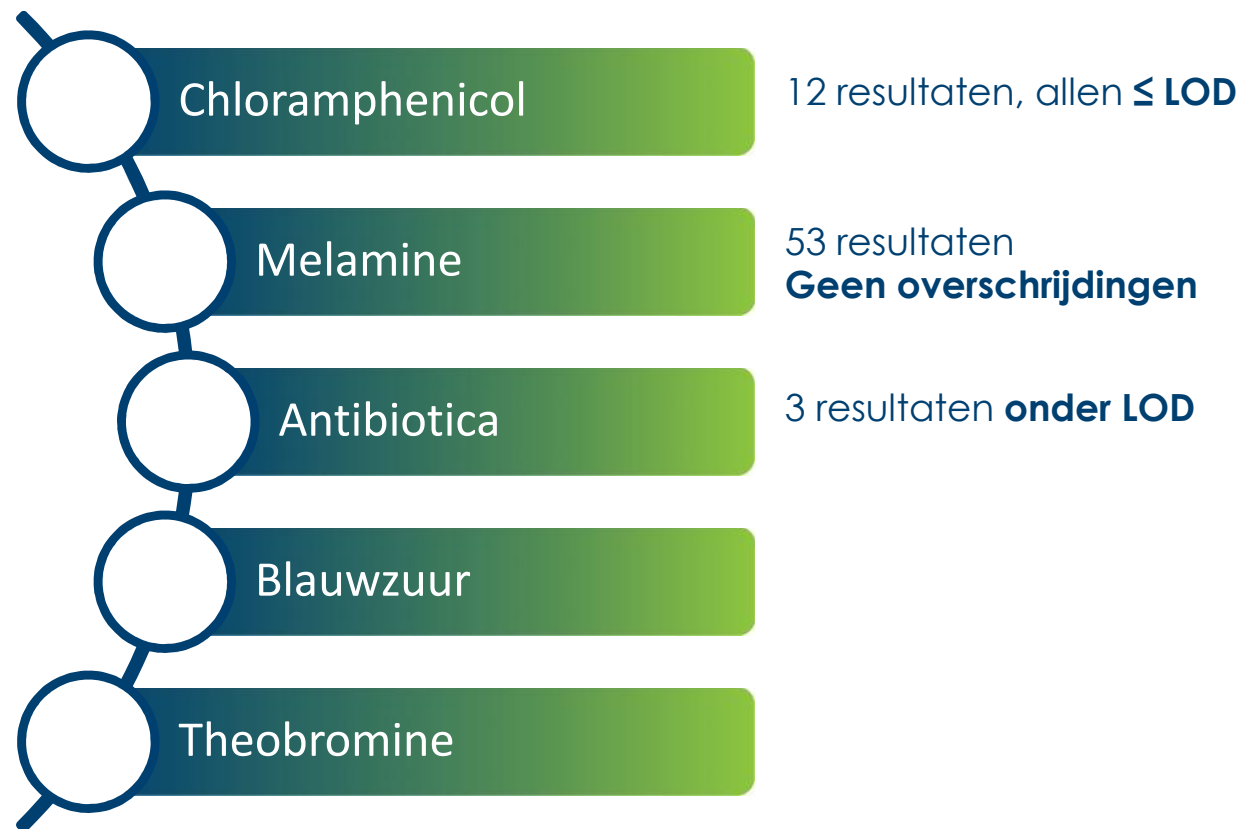 Chloramphenicol
12 resultaten, allen ≤ LOD
Melamine
53 resultaten
Geen overschrijdingen
Antibiotica
3 resultaten onder LOD
Blauwzuur
Theobromine